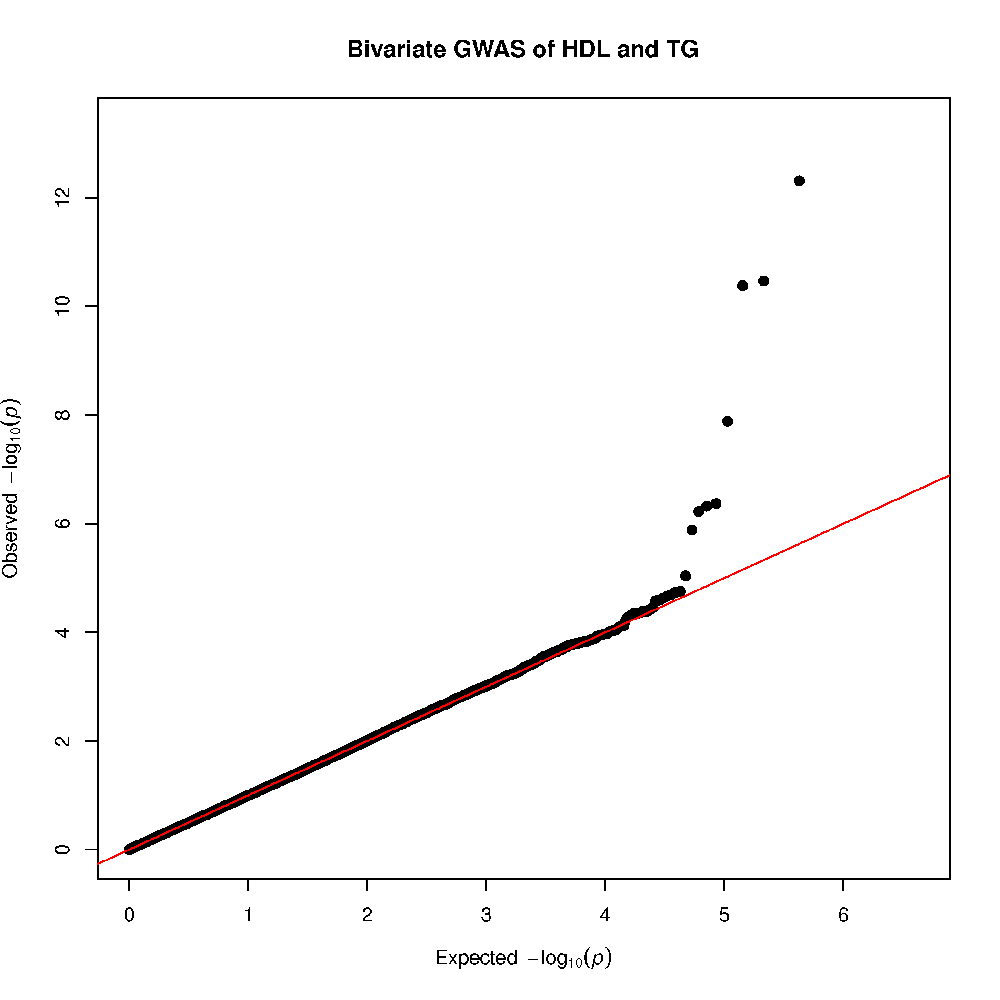 Bivariate GWAS of HDL and TG
Observed −log₁₀(p)
12
10
8
6
4
2
0
0 1 2 3 4 5 6
Expected −log₁₀(p)